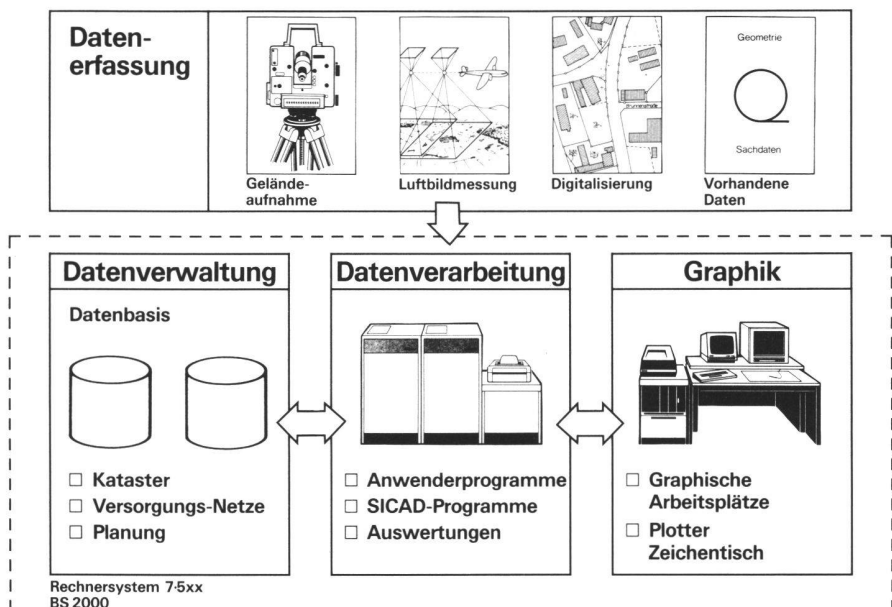 Daten-
erfassung
Geometrie
Sachdaten
Gelände-
aufnahme
Luftbildmessung
Digitalisierung
Vorhandene
Daten
Datenverwaltung
Datenbasis
□ Kataster
□ Versorgungs-Netze
□ Planung
Datenverarbeitung
□ Anwenderprogramme
□ SICAD-Programme
□ Auswertungen
Graphik
□ Graphische
Arbeitsplätze
□ Plotter
Zeichentisch
Rechnersystem 7·5xx
BS 2000